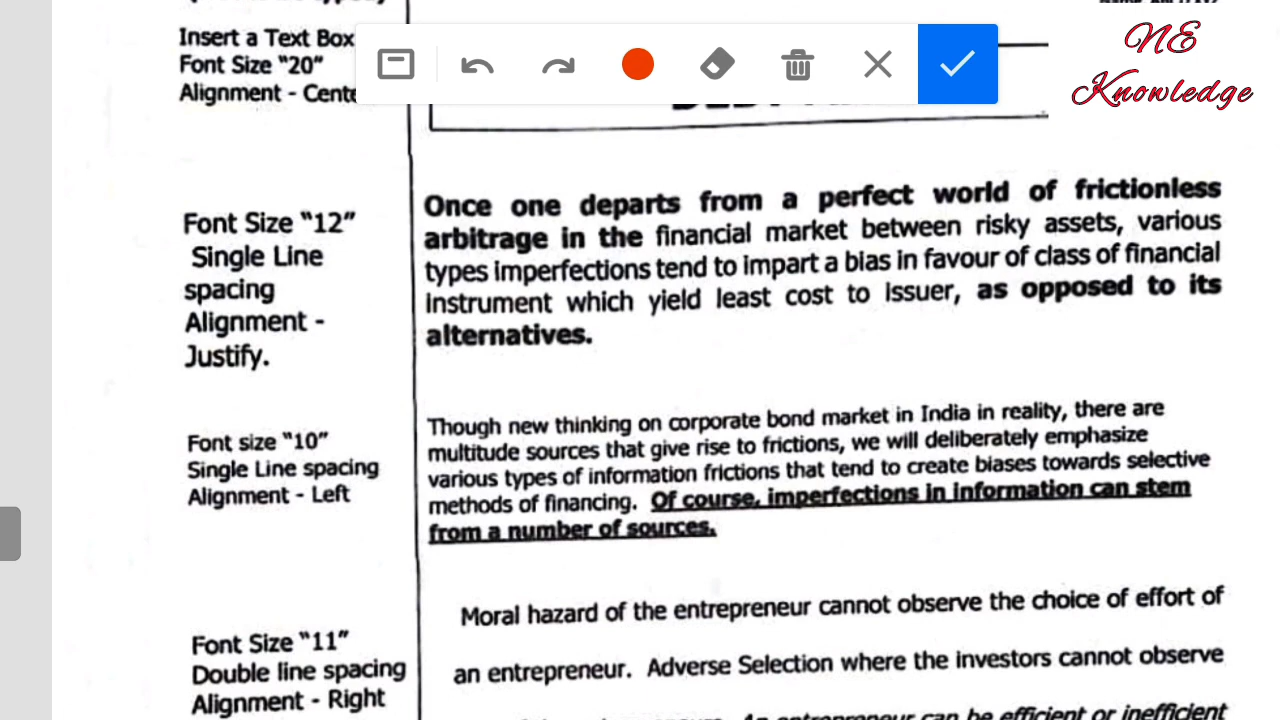 Insert a Text Box
Font Size "20"
Alignment - Cente
NE
Knowledge
Font Size "12"
Single Line
spacing
Alignment -
Justify.
Once one departs from a perfect world of frictionless
arbitrage in the financial market between risky assets, various
types imperfections tend to impart a bias in favour of class of financial
instrument which yield least cost to issuer, as opposed to its
alternatives.
Font size "10"
Single Line spacing
Alignment - Left
Though new thinking on corporate bond market in India in reality, there are
multitude sources that give rise to frictions, we will deliberately emphasize
various types of information frictions that tend to create biases towards selective
methods of financing. Of course, imperfections in information can stem
from a number of sources.
Font Size "11"
Double line spacing
Alignment - Right
Moral hazard of the entrepreneur cannot observe the choice of effort of
an entrepreneur. Adverse Selection where the investors cannot observe
An entrepreneur can be efficient or inefficient